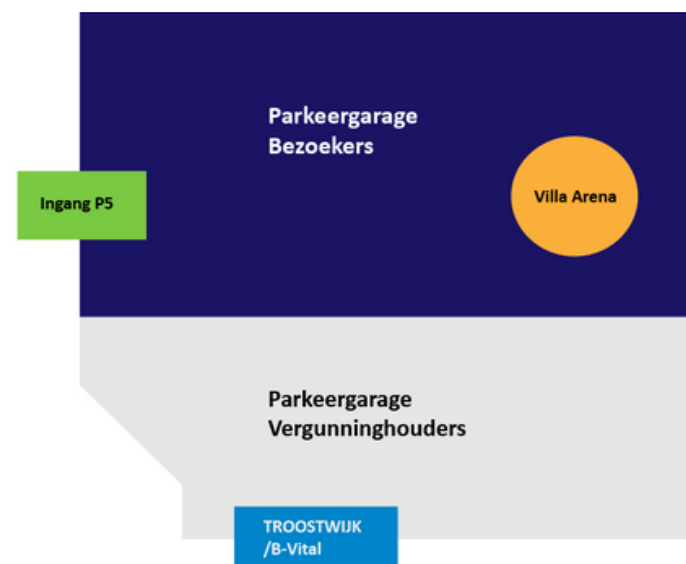 Parkeergarage
Bezoekers
Ingang P5
Villa Arena
Parkeergarage
Vergunninghouders
TROOSTWIJK
/B-Vital